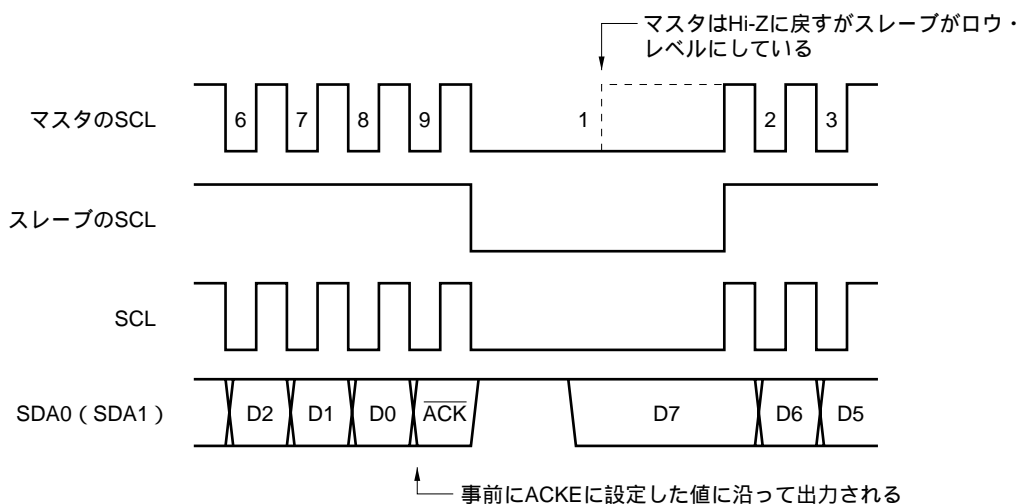 マスタはHi-Zに戻すがスレーブがロウ・
レベルにしている
マスタのSCL 6 7 8 9 1 2 3
スレーブのSCL
SCL
SDA0（SDA1） D2 D1 D0 ACK D7 D6 D5
事前にACKEに設定した値に沿って出力される